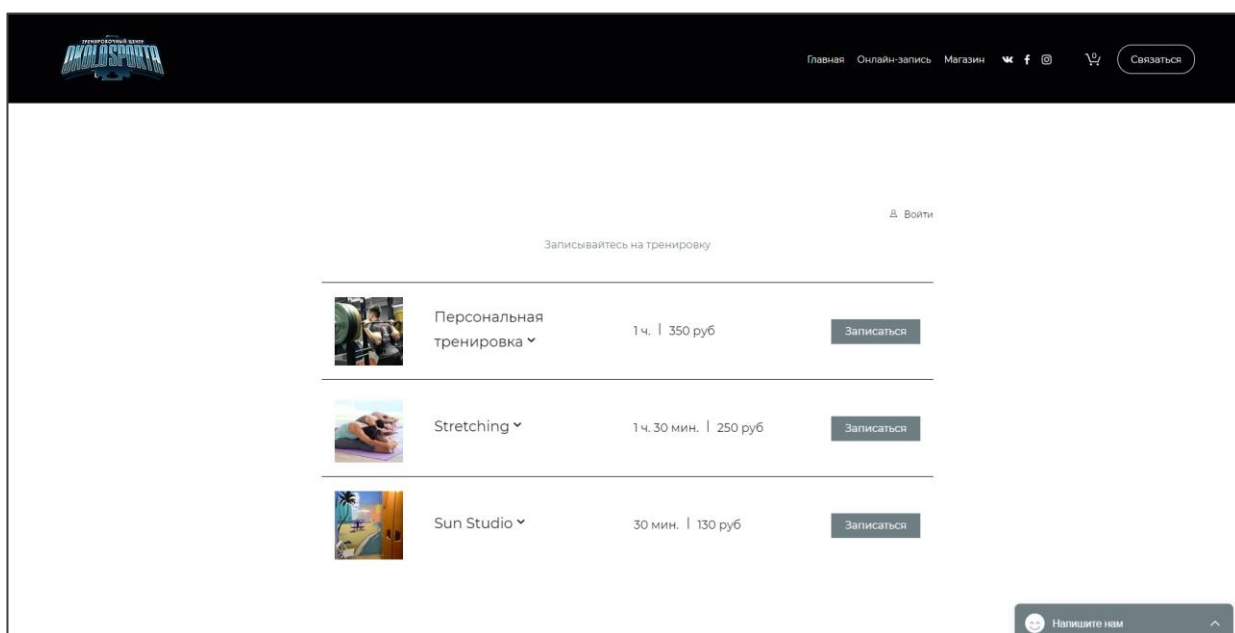 ТРЕНИРОВОЧНЫЙ ЦЕНТР
OKOLOSPORTA
Главная Онлайн-запись Магазин 0 Связаться
Войти
Записывайтесь на тренировку
Персональная
тренировка
1 ч. | 350 руб
Записаться
Stretching
1 ч. 30 мин. | 250 руб
Записаться
Sun Studio
30 мин. | 130 руб
Записаться
Напишите нам